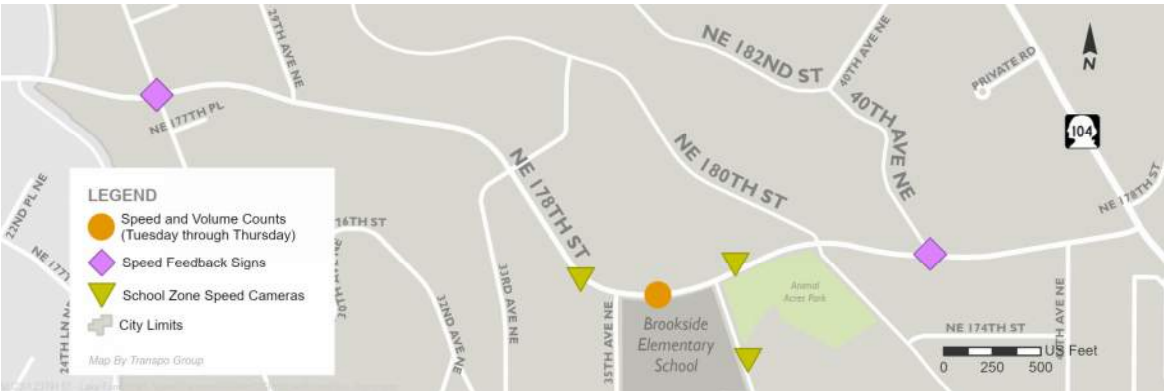 29TH AVE NE
NE 177TH PL
NE 182ND ST
40TH AVE NE
40TH AVE NE
PRIVATE RD
N
104
NE 178TH ST
NE 178TH ST
NE 180TH ST
22ND PL NE
24TH LN NE
32ND AVE NE
33RD AVE NE
35TH AVE NE
LEGEND
Speed and Volume Counts
(Tuesday through Thursday)
Speed Feedback Signs
School Zone Speed Cameras
City Limits
Map By Transpo Group
Brookside
Elementary
School
Animal
Acres Park
NE 174TH ST
US Feet
0 250 500